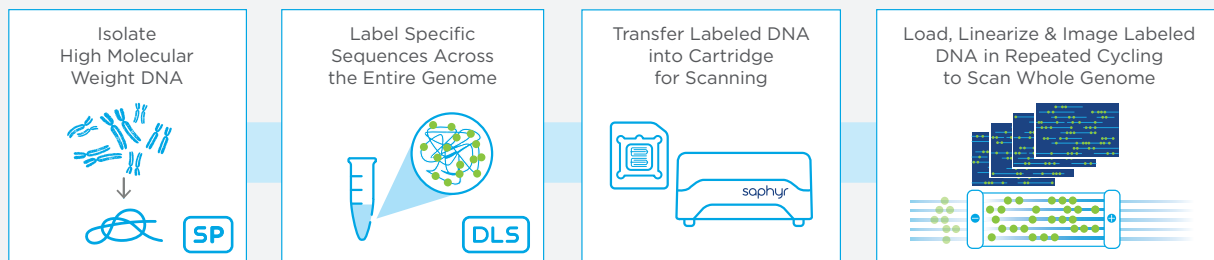 Isolate
High Molecular
Weight DNA
SP
Label Specific
Sequences Across
the Entire Genome
DLS
Transfer Labeled DNA
into Cartridge
for Scanning
saphyr
Load, Linearize & Image Labeled
DNA in Repeated Cycling
to Scan Whole Genome
− +